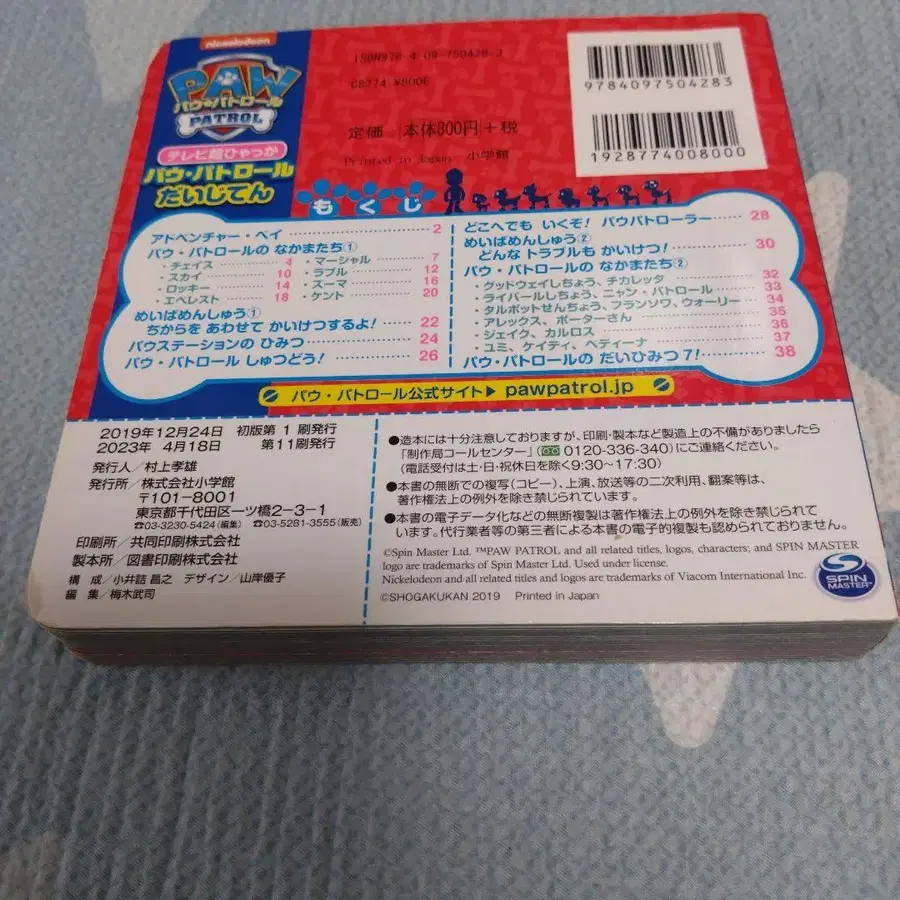 nickelodeon
PAW
パウ・パトロール
PATROL
テレビ超ひゃっか
パウ・パトロール
だいじてん
ISBN978-4-09-750428-3
C8774 ¥800E
定価 本体800円+税
Printed in Japan 小学館
9784097504283
1928774008000
もくじ
アドベンチャー・ベイ 2
パウ・パトロールの なかまたち①
・チェイス 4 ・マーシャル 7
・スカイ 10 ・ラブル 12
・ロッキー 14 ・ズーマ 16
・エベレスト 18 ・ケント 20
めいばめんしゅう①
ちからを あわせて かいけつするよ! 22
パウステーションの ひみつ 24
パウ・パトロール しゅつどう! 26
どこへでも いくぞ! パウパトローラー 28
めいばめんしゅう②
どんな トラブルも かいけつ! 30
パウ・パトロールの なかまたち②
・グッドウェイしちょう、チカレッタ 32
・ライバールしちょう、ニャン・パトロール 33
・タルボットせんちょう、フランソワ、ウォーリー 34
・アレックス、ポーターさん 35
・ジェイク、カルロス 36
・ユミ、ケイティ、ベティーナ 37
パウ・パトロールの だいひみつ 7! 38
パウ・パトロール公式サイト▶ pawpatrol.jp
2019年12月24日 初版第1刷発行
2023年 4月18日 第11刷発行
発行人/村上孝雄
発行所/株式会社小学館
〒101-8001
東京都千代田区一ツ橋2-3-1
☎03-3230-5424(編集) ☎03-5281-3555(販売)
印刷所/共同印刷株式会社
製本所/図書印刷株式会社
構 成/小井詰 昌之 デザイン/山岸優子
編 集/梅木武司
●造本には十分注意しておりますが、印刷・製本など製造上の不備がありましたら
「制作局コールセンター」(0120-336-340)にご連絡ください。
(電話受付は土・日・祝休日を除く9:30~17:30)
●本書の無断での複写(コピー)、上演、放送等の二次利用、翻案等は、
著作権法上の例外を除き禁じられています。
●本書の電子データ化などの無断複製は著作権法上の例外を除き禁じられて
います。代行業者等の第三者による本書の電子的複製も認められておりません。
©Spin Master Ltd. ™PAW PATROL and all related titles, logos, characters; and SPIN MASTER
logo are trademarks of Spin Master Ltd. Used under license.
Nickelodeon and all related titles and logos are trademarks of Viacom International Inc.
©SHOGAKUKAN 2019 Printed in Japan
SPIN
MASTER™